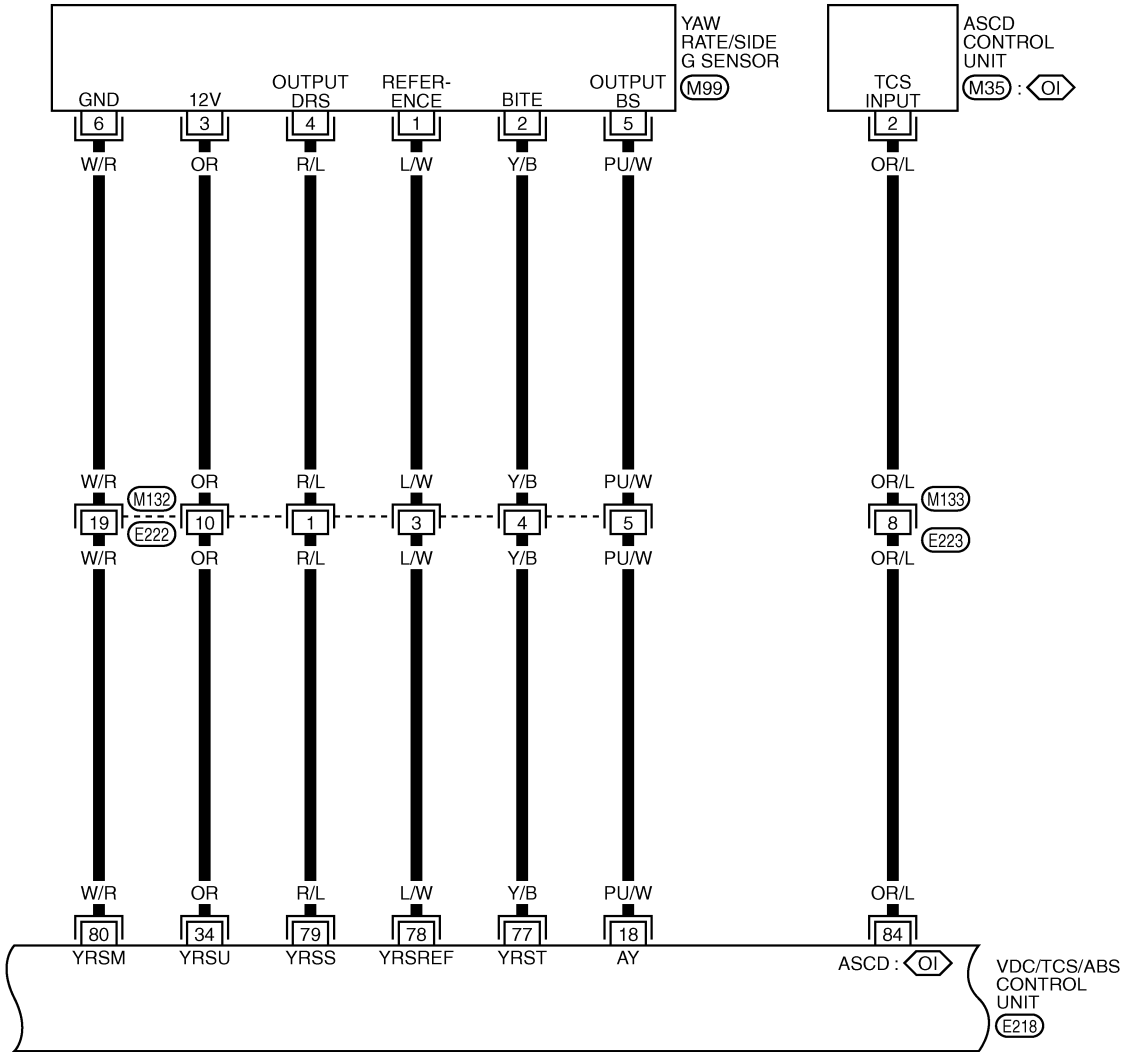 YAW
RATE/SIDE
G SENSOR
M99
ASCD
CONTROL
UNIT
M35 : OI
GND 12V OUTPUT DRS REFER-ENCE BITE OUTPUT BS TCS INPUT
6 3 4 1 2 5 2
W/R OR R/L L/W Y/B PU/W OR/L
W/R OR R/L L/W Y/B PU/W OR/L
M132 M133
19 10 1 3 4 5 8
E222 E223
W/R OR R/L L/W Y/B PU/W OR/L
W/R OR R/L L/W Y/B PU/W OR/L
80 34 79 78 77 18 84
YRSM YRSU YRSS YRSREF YRST AY ASCD : OI
VDC/TCS/ABS
CONTROL
UNIT
E218